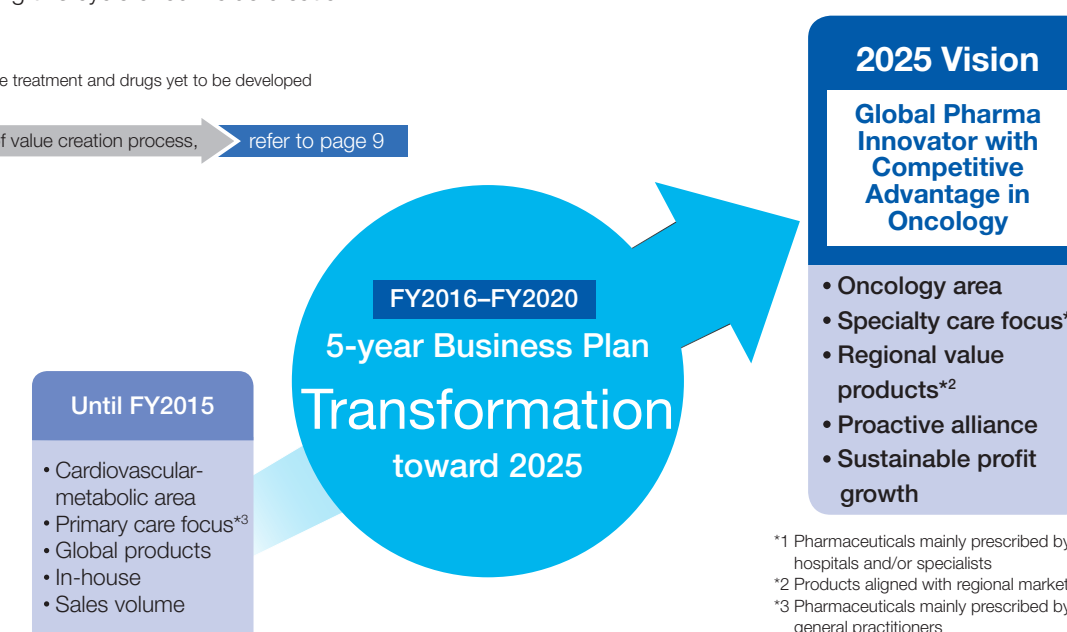 e treatment and drugs yet to be developed
f value creation process,
refer to page 9
Until FY2015
• Cardiovascular-
metabolic area
• Primary care focus*3
• Global products
• In-house
• Sales volume
FY2016–FY2020
5-year Business Plan
Transformation
toward 2025
2025 Vision
Global Pharma
Innovator with
Competitive
Advantage in
Oncology
• Oncology area
• Specialty care focus*
• Regional value
products*2
• Proactive alliance
• Sustainable profit
growth
*1 Pharmaceuticals mainly prescribed by
hospitals and/or specialists
*2 Products aligned with regional market
*3 Pharmaceuticals mainly prescribed by
general practitioners